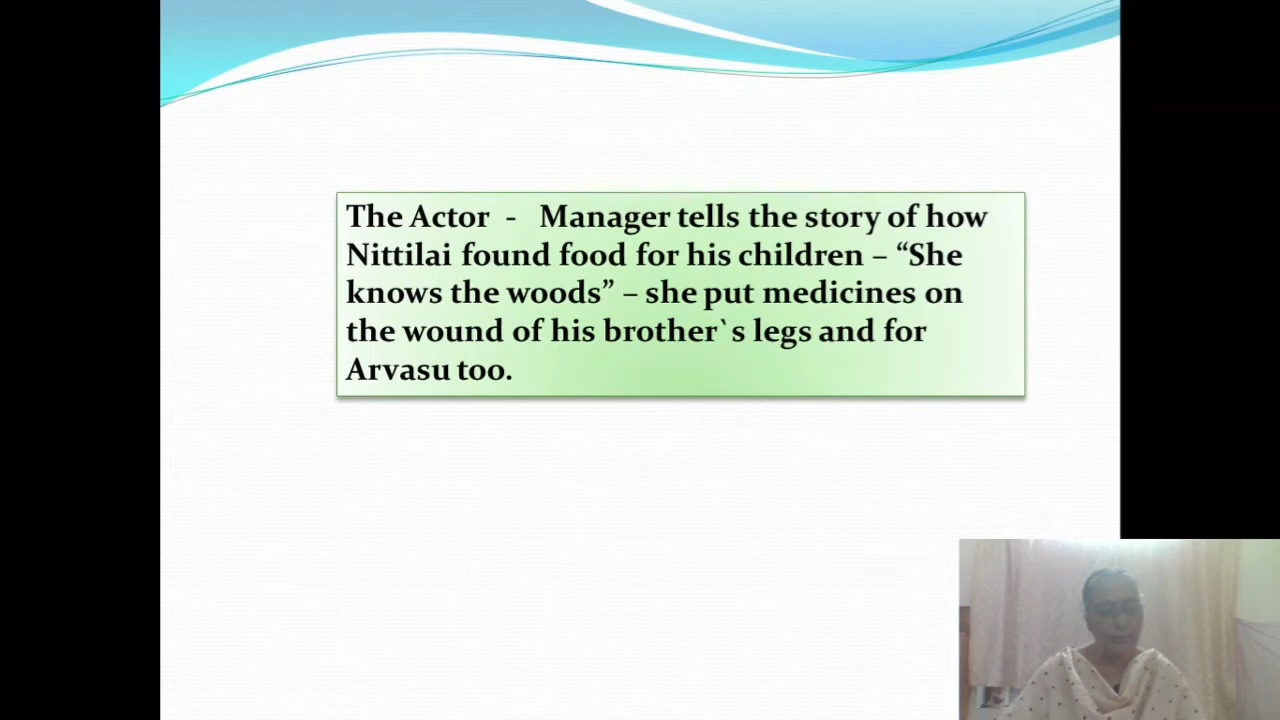 The Actor - Manager tells the story of how
Nittilai found food for his children – “She
knows the woods” – she put medicines on
the wound of his brother`s legs and for
Arvasu too.